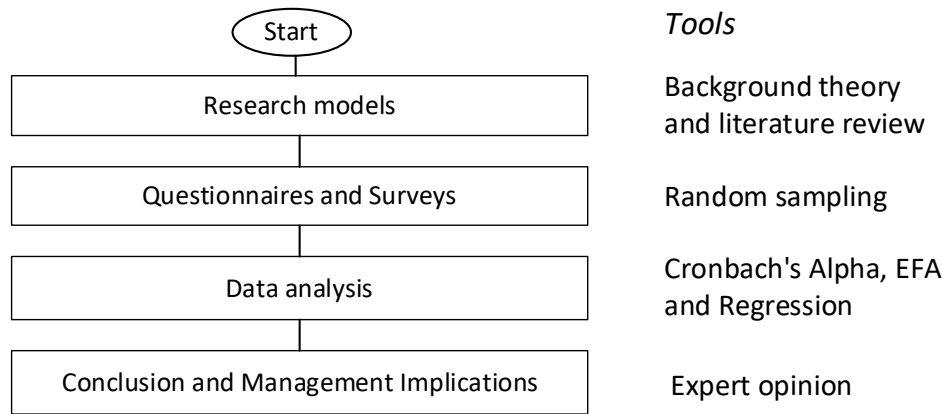 Start
Tools
Research models
Background theory
and literature review
Questionnaires and Surveys
Random sampling
Data analysis
Cronbach's Alpha, EFA
and Regression
Conclusion and Management Implications
Expert opinion